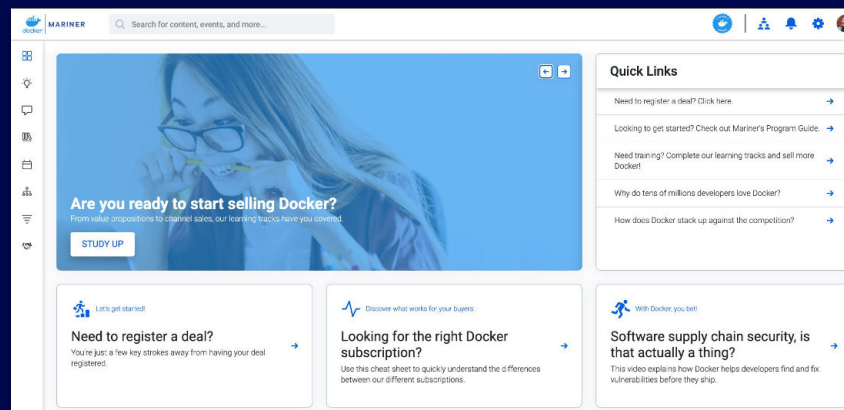 docker
MARINER
Search for content, events, and more...
Are you ready to start selling Docker?
From value propositions to channel sales, our learning tracks have you covered.
STUDY UP
Quick Links
Need to register a deal? Click here
Looking to get started? Check out Mariner's Program Guide.
Need training? Complete our learning tracks and sell more
Docker!
Why do tens of millions developers love Docker?
How does Docker stack up against the competition?
Let's get started!
Need to register a deal?
You're just a few key strokes away from having your deal
registered.
Discover what works for your buyers
Looking for the right Docker
subscription?
Use this cheat sheet to quickly understand the differences
between our different subscriptions.
With Docker, you bet!
Software supply chain security, is
that actually a thing?
This video explains how Docker helps developers find and fix
vulnerabilities before they ship.